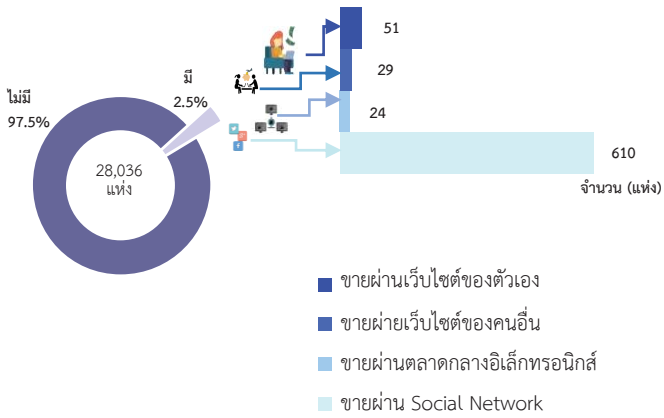 51
มี
29
ไม่มี
2.5%
97.5%
24
28,036
แห่ง
610
จำนวน (แห่ง)
ขายผ่านเว็บไซต์ของตัวเอง
ขายผ่ายเว็บไซต์ของคนอื่น
ขายผ่านตลาดกลางอิเล็กทรอนิกส์
ขายผ่าน Social Network